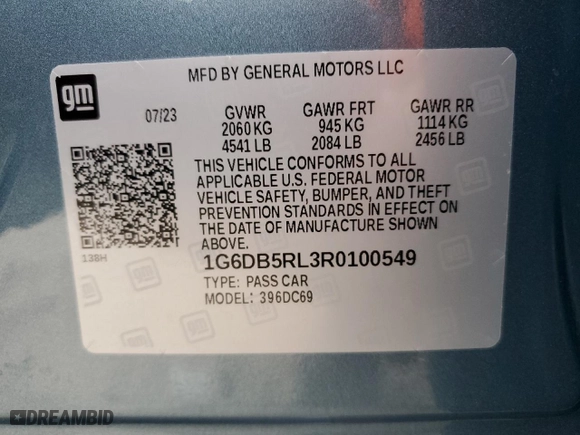 gm
MFD BY GENERAL MOTORS LLC
07/23
GVWR
2060 KG
4541 LB
GAWR FRT
945 KG
2084 LB
GAWR RR
1114 KG
2456 LB
THIS VEHICLE CONFORMS TO ALL
APPLICABLE U.S. FEDERAL MOTOR
VEHICLE SAFETY, BUMPER, AND THEFT
PREVENTION STANDARDS IN EFFECT ON
THE DATE OF MANUFACTURE SHOWN
ABOVE.
138H
1G6DB5RL3R0100549
TYPE: PASS CAR
MODEL: 396DC69
DREAMBID